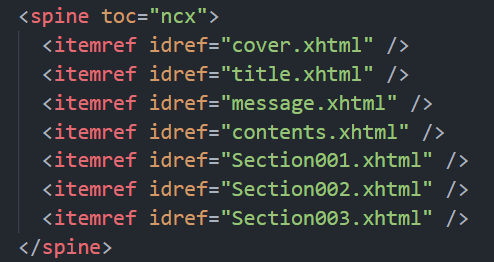 <spine toc="ncx">
<itemref idref="cover.xhtml" />
<itemref idref="title.xhtml" />
<itemref idref="message.xhtml" />
<itemref idref="contents.xhtml" />
<itemref idref="Section001.xhtml" />
<itemref idref="Section002.xhtml" />
<itemref idref="Section003.xhtml" />
</spine>